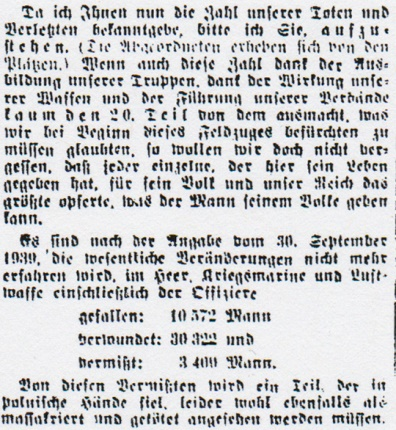 Da ich Ihnen nun die Zahl unserer Toten und
Verletzten bekanntgebe, bitte ich Sie, aufzu-
stehen. (Die Abgeordneten erheben sich von den
Plätzen.) Wenn auch diese Zahl dank der Aus-
bildung unserer Truppen, dank der Wirkung unse-
rer Waffen und der Führung unserer Verbände
kaum den 20. Teil von dem ausmacht, was
wir bei Beginn dieses Feldzuges befürchten zu
müssen glaubten, so wollen wir doch nicht ver-
gessen, daß jeder einzelne, der hier sein Leben
gegeben hat, für sein Volk und unser Reich das
größte opferte, was der Mann seinem Volke geben
kann.
Es sind nach der Angabe vom 30. September
1939, die wesentliche Veränderungen nicht mehr
erfahren wird, im Heer, Kriegsmarine und Luft-
waffe einschließlich der Offiziere
gefallen: 10 572 Mann
verwundet: 30 322 und
vermißt: 3 409 Mann.
Von diesen Vermißten wird ein Teil, der in
polnische Hände fiel, leider wohl ebenfalls als
massakriert und getötet angesehen werden müssen.